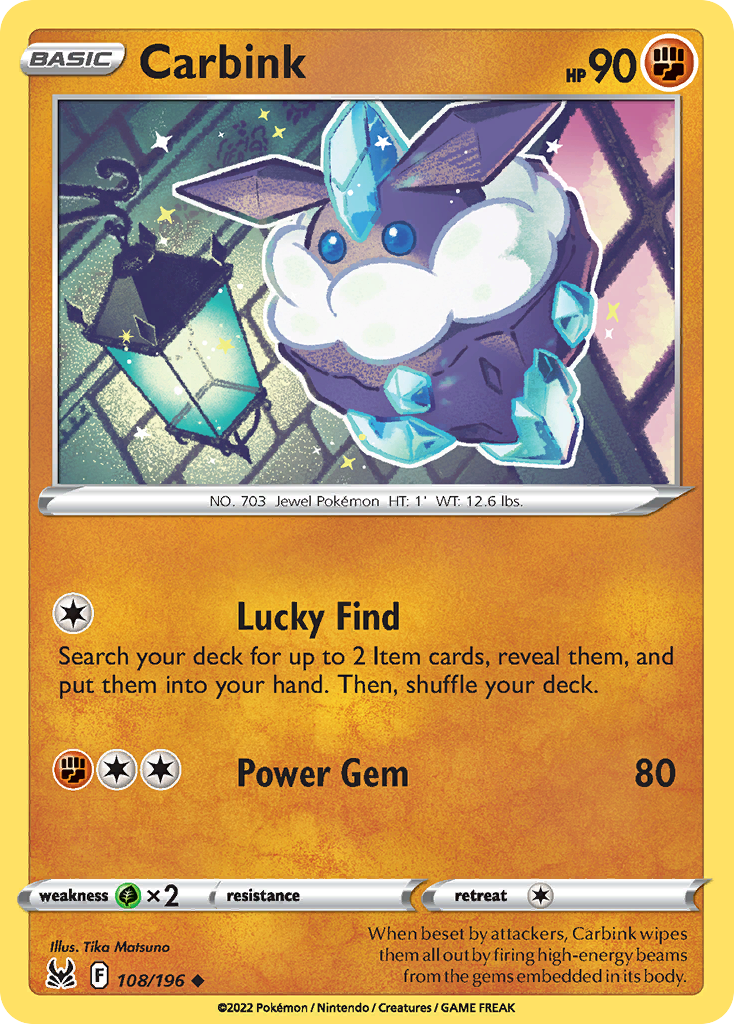 BASIC Carbink HP 90
NO. 703 Jewel Pokémon HT: 1' WT: 12.6 lbs.
Lucky Find
Search your deck for up to 2 Item cards, reveal them, and
put them into your hand. Then, shuffle your deck.
Power Gem 80
weakness ×2 resistance retreat
Illus. Tika Matsuno
When beset by attackers, Carbink wipes
them all out by firing high-energy beams
from the gems embedded in its body.
F 108/196
©2022 Pokémon / Nintendo / Creatures / GAME FREAK